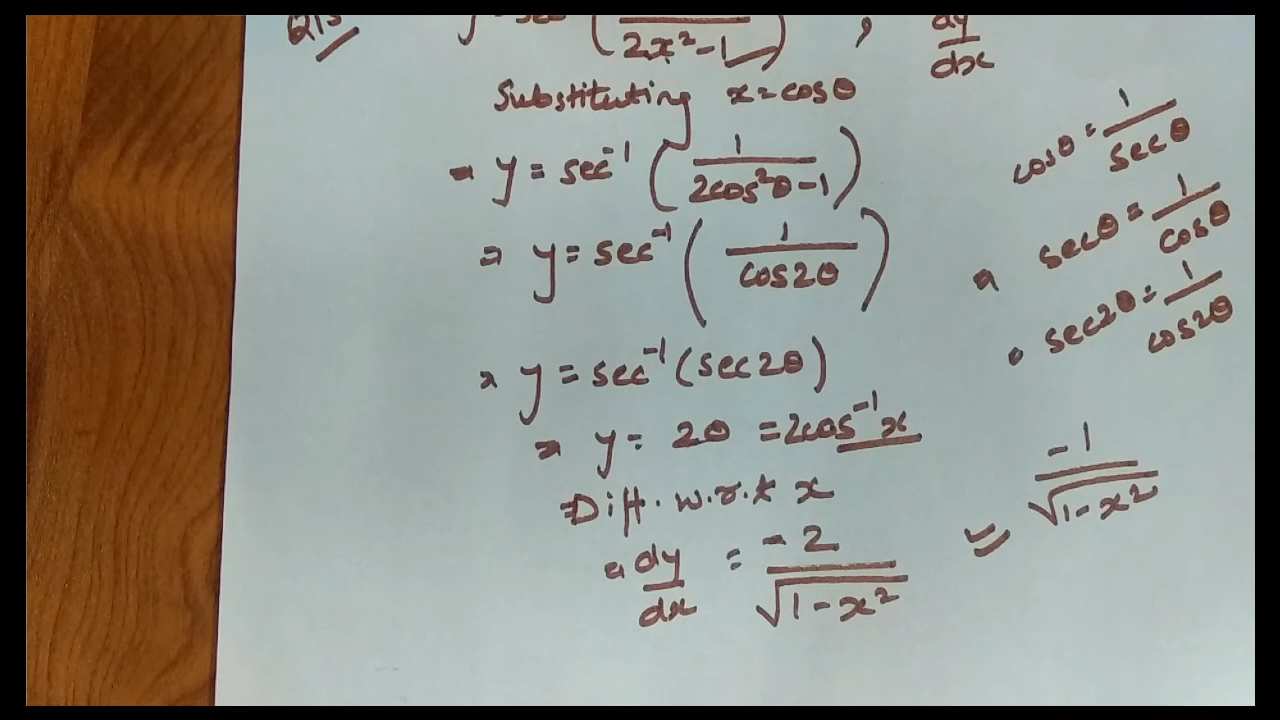 2x²-1 , dy/dx
Substituting x = cosθ
⇒ y = sec⁻¹ ( 1/(2cos²θ-1) )
⇒ y = sec⁻¹ ( 1/cos2θ )
⇒ y = sec⁻¹ (sec2θ)
⇒ y = 2θ = 2cos⁻¹x
Diff. w.r.t x
⇒ dy/dx = -2/√(1-x²)
cosθ = 1/secθ
⇒ secθ = 1/cosθ
⇒ sec2θ = 1/cos2θ
-1/√(1-x²)